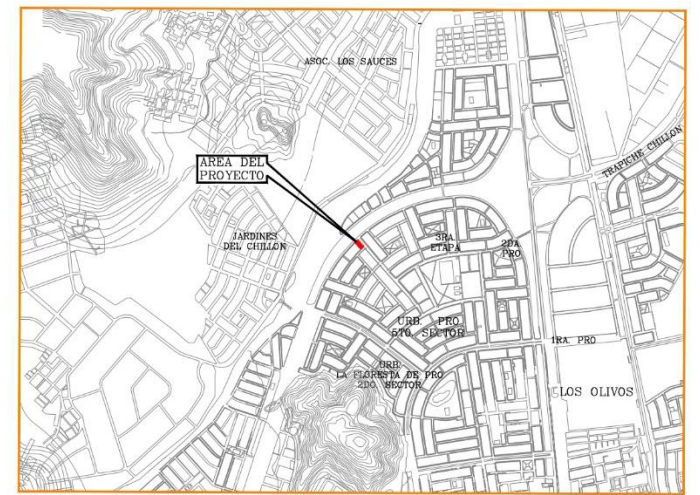 ASOC. LOS SAUCES
TRAPICHE CHILLON
AREA DEL
PROYECTO
JARDINES
DEL CHILLON
3RA
ETAPA
2DA.
PRO
URB. PRO
5TO. SECTOR
1RA. PRO
URB.
LA FLORESTA DE PRO
2DO. SECTOR
LOS OLIVOS